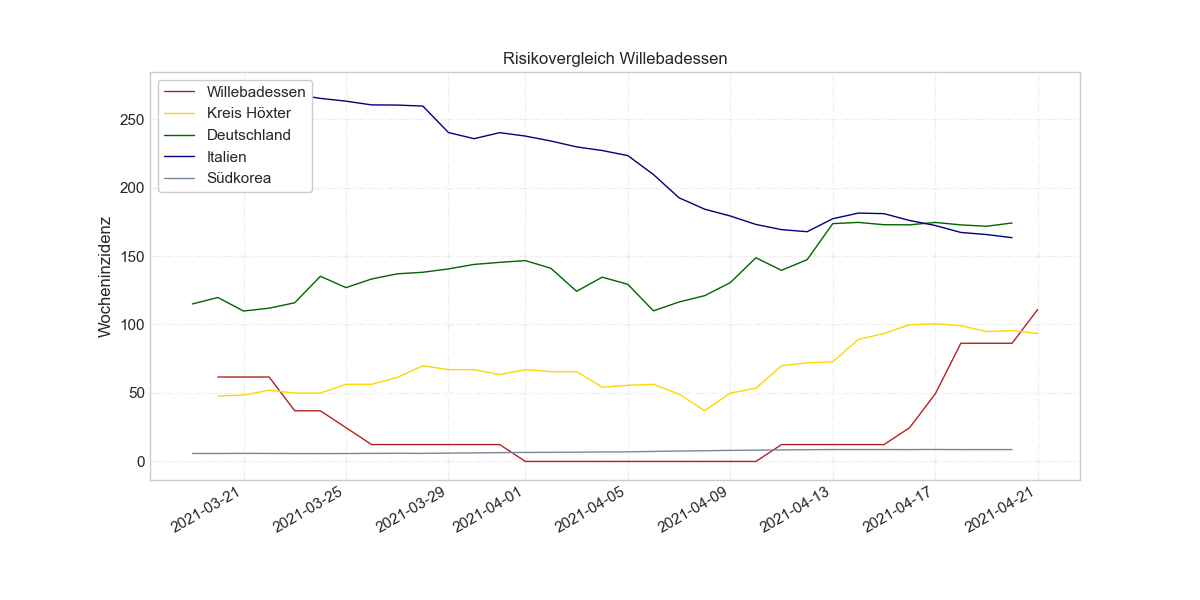 Risikovergleich Willebadessen
Willebadessen
Kreis Höxter
Deutschland
Italien
Südkorea
Wocheninzidenz
250
200
150
100
50
0
2021-03-21
2021-03-25
2021-03-29
2021-04-01
2021-04-05
2021-04-09
2021-04-13
2021-04-17
2021-04-21